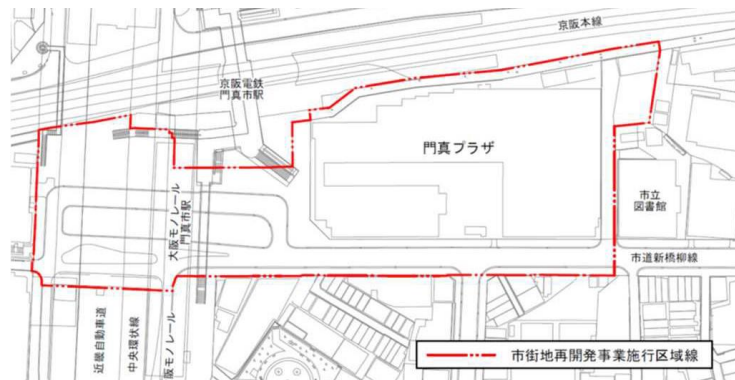 京阪本線
京阪電鉄
門真市駅
門真プラザ
市立
図書館
大阪モノレール
門真市駅
市道新橋柳線
近畿自動車道
中央環状線
大阪モノレール
市街地再開発事業施行区域線